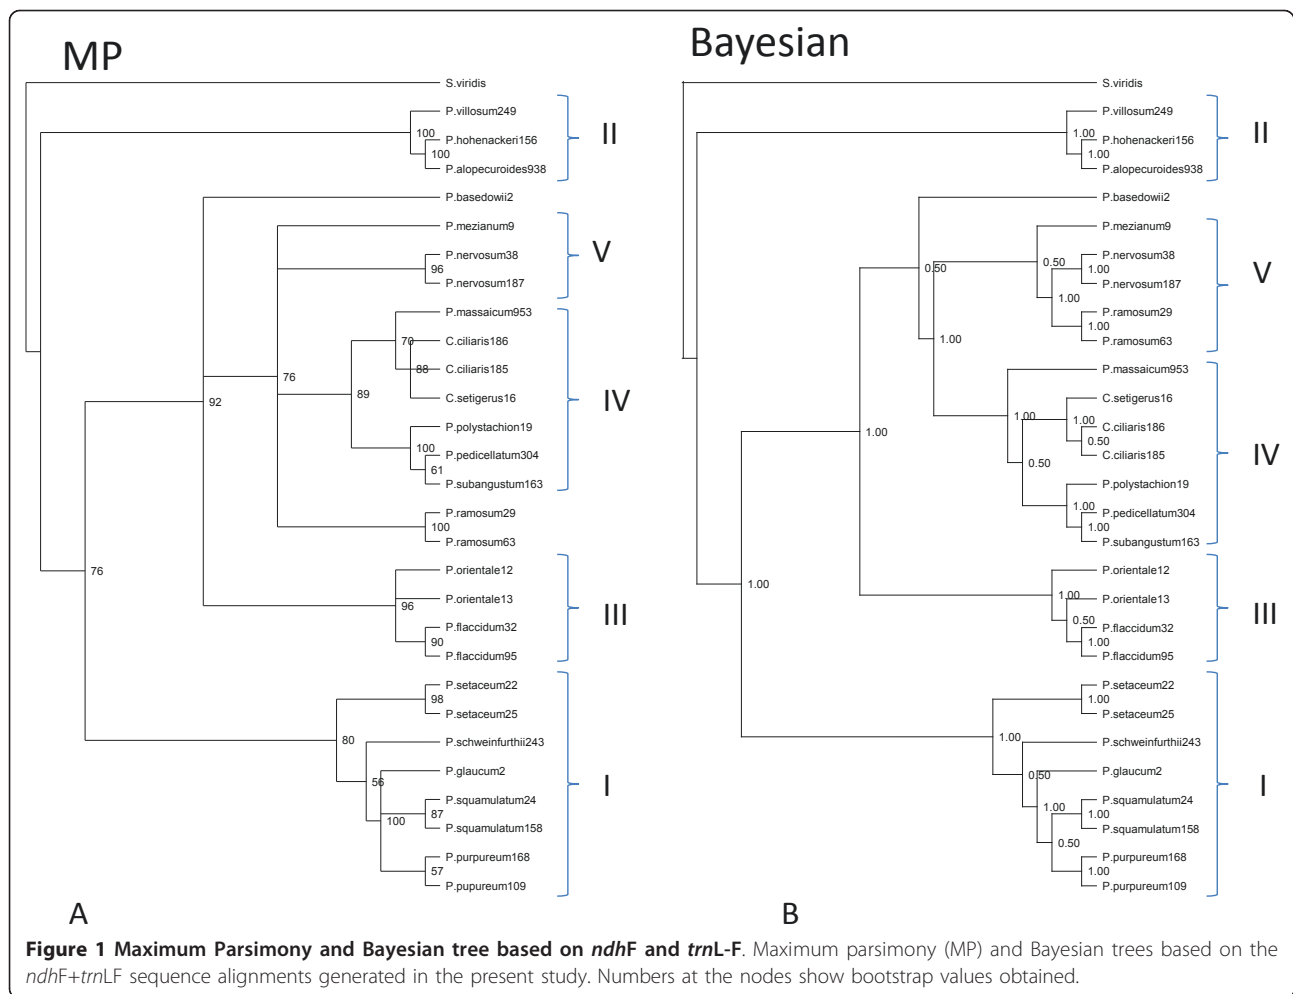 MP
S.viridis
P.villosum249
100
P.hohenackeri156
100
P.alopecuroides938
II
P.basedowii2
P.mezianum9
P.nervosum38
96
P.nervosum187
V
P.massaicum953
70
C.ciliaris186
88
C.ciliaris185
C.setigerus16
76
89
92
P.polystachion19
100
P.pedicellatum304
61
P.subangustum163
IV
P.ramosum29
100
P.ramosum63
P.orientale12
76
P.orientale13
96
P.flaccidum32
90
P.flaccidum95
III
P.setaceum22
98
P.setaceum25
80
P.schweinfurthii243
56
P.glaucum2
P.squamulatum24
87
100
P.squamulatum158
P.purpureum168
57
P.pupureum109
I
A
Bayesian
S.viridis
P.villosum249
1.00
P.hohenackeri156
1.00
P.alopecuroides938
II
P.basedowii2
P.mezianum9
P.nervosum38
0.50
0.50
1.00
P.nervosum187
1.00
P.ramosum29
1.00
P.ramosum63
1.00
V
P.massaicum953
C.setigerus16
1.00
1.00
C.ciliaris186
1.00
0.50
C.ciliaris185
0.50
P.polystachion19
1.00
P.pedicellatum304
1.00
P.subangustum163
IV
P.orientale12
1.00
1.00
P.orientale13
0.50
P.flaccidum32
1.00
P.flaccidum95
III
P.setaceum22
1.00
P.setaceum25
1.00
P.schweinfurthii243
0.50
P.glaucum2
P.squamulatum24
1.00
1.00
P.squamulatum158
0.50
P.purpureum168
1.00
P.purpureum109
I
B
Figure 1 Maximum Parsimony and Bayesian tree based on ndhF and trnL-F. Maximum parsimony (MP) and Bayesian trees based on the
ndhF+trnLF sequence alignments generated in the present study. Numbers at the nodes show bootstrap values obtained.